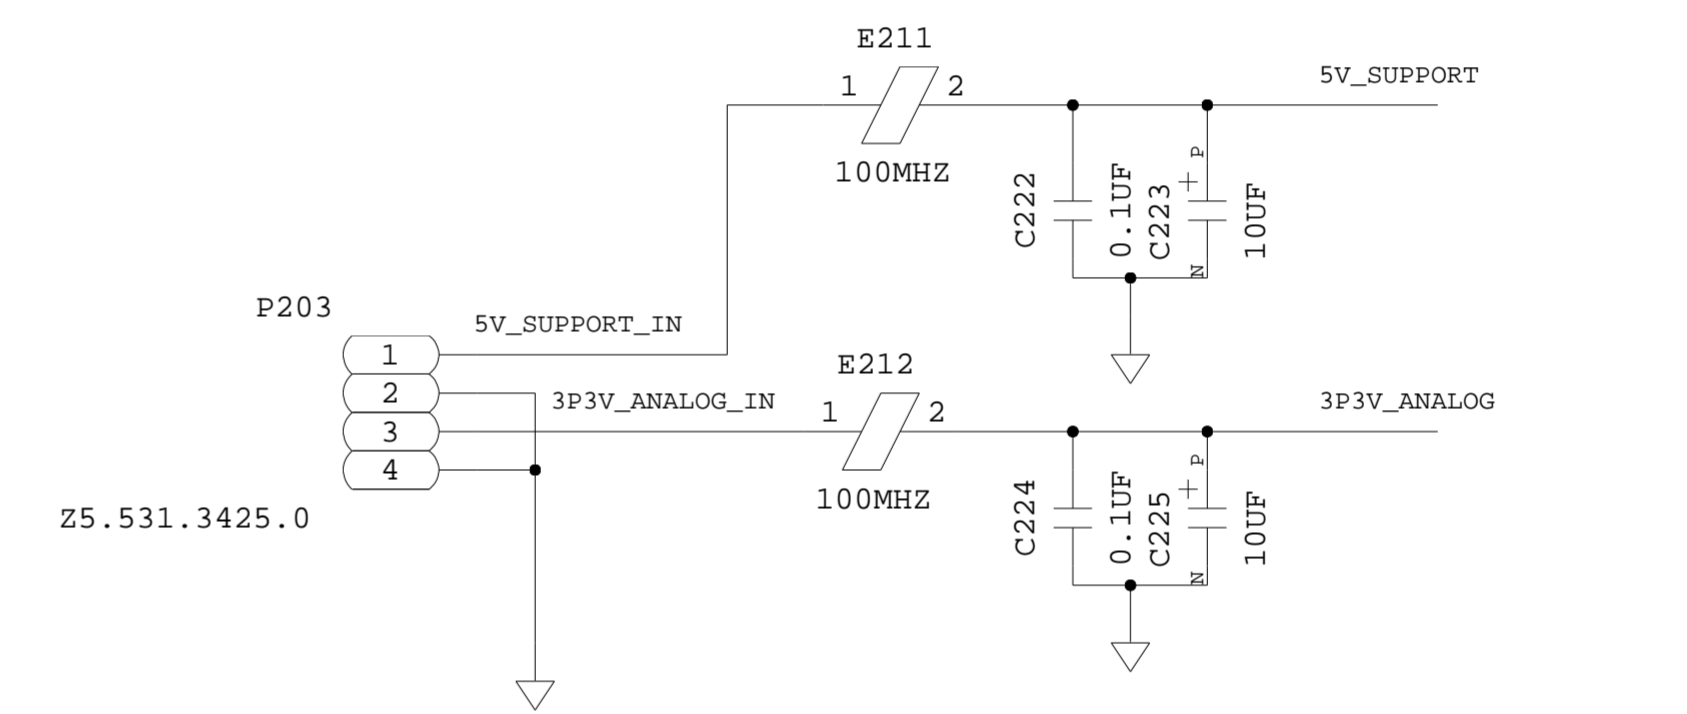 E211
1
2
5V_SUPPORT
100MHZ
C222
0.1UF
C223
P
+
N
10UF
P203
5V_SUPPORT_IN
1
2
3
4
Z5.531.3425.0
3P3V_ANALOG_IN
E212
1
2
3P3V_ANALOG
100MHZ
C224
0.1UF
C225
P
+
N
10UF